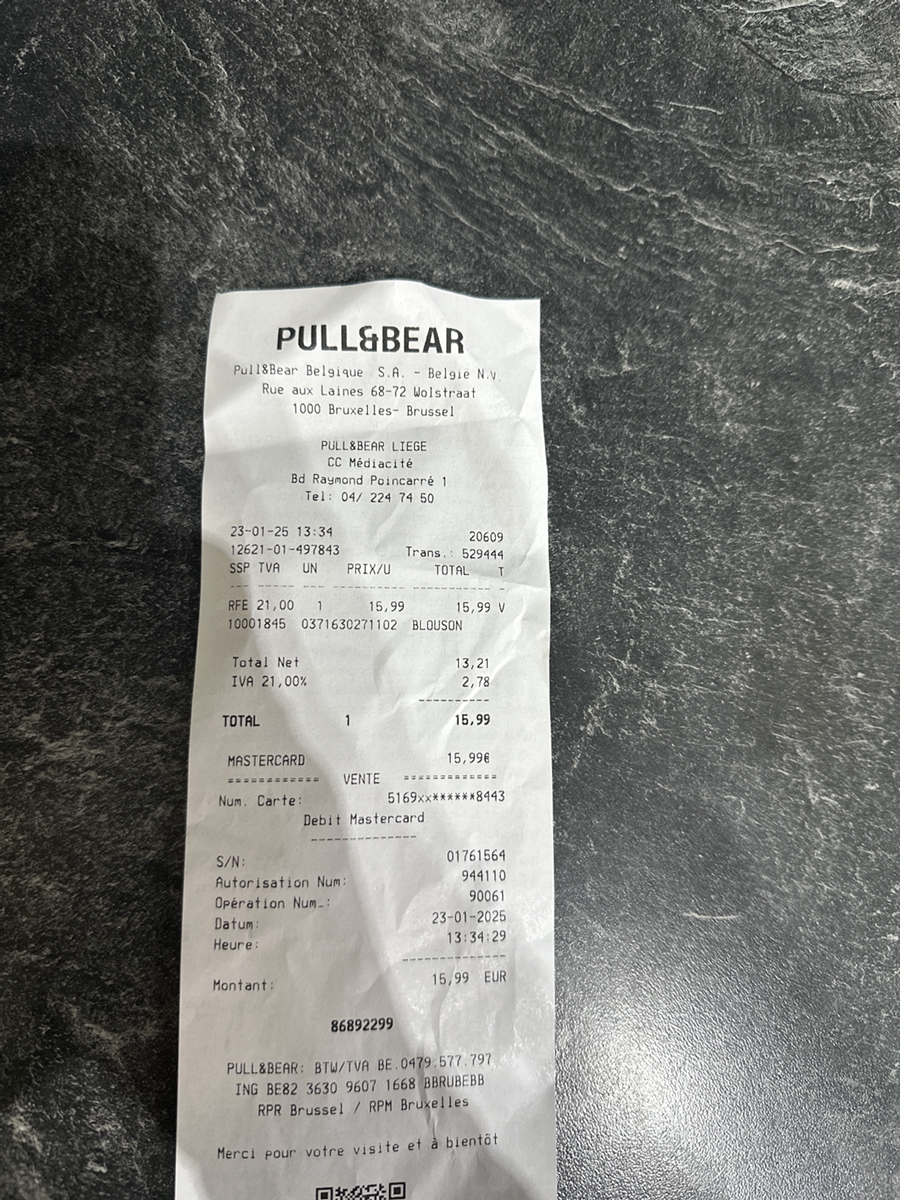 PULL&BEAR
Pull&Bear Belgique S.A. - België N.V.
Rue aux Laines 68-72 Wolstraat
1000 Bruxelles- Brussel
PULL&BEAR LIEGE
CC Médiacité
Bd Raymond Poincarré 1
Tel: 04/ 224 74 50
23-01-25 13:34 20609
12621-01-497843 Trans.: 529444
SSP TVA UN PRIX/U TOTAL T
RFE 21,00 1 15,99 15,99 V
10001845 0371630271102 BLOUSON
Total Net 13,21
IVA 21,00% 2,78
TOTAL 1 15,99
MASTERCARD 15,99€
============ VENTE ============
Num. Carte: 5169xx******8443
Debit Mastercard
S/N: 01761564
Autorisation Num: 944110
Opération Num.: 90061
Datum: 23-01-2025
Heure: 13:34:29
Montant: 15,99 EUR
86892299
PULL&BEAR: BTW/TVA BE.0479.577.797
ING BE82 3630 9607 1668 BBRUBEBB
RPR Brussel / RPM Bruxelles
Merci pour votre visite et à bientôt